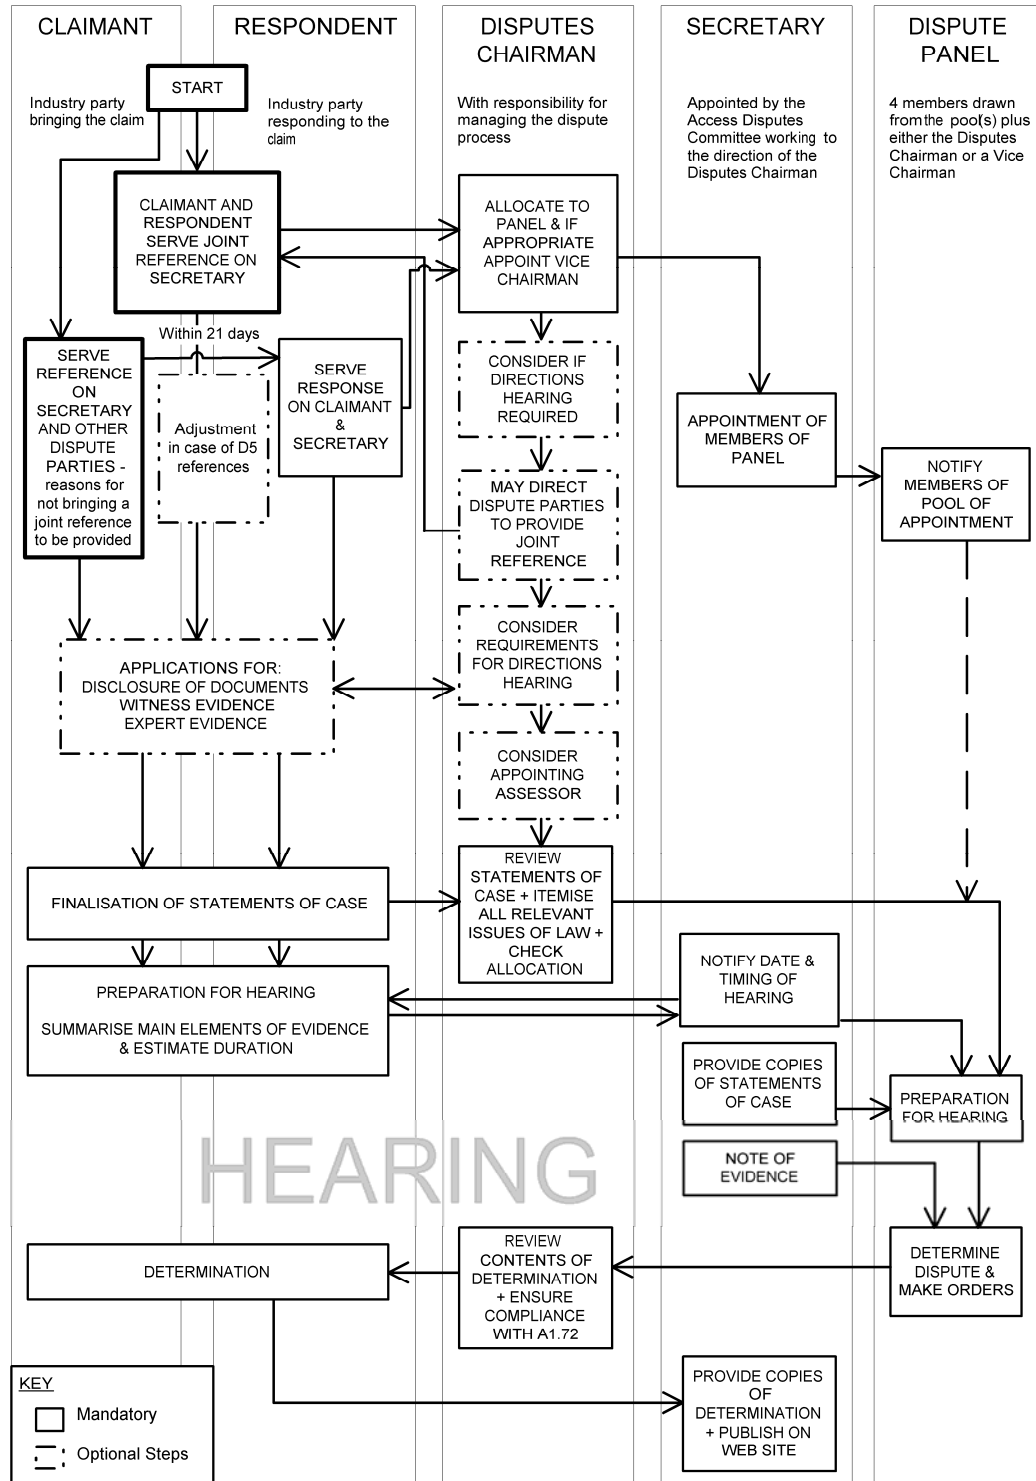 CLAIMANT
RESPONDENT
DISPUTES
CHAIRMAN
SECRETARY
DISPUTE
PANEL
START
Industry party
bringing the claim
Industry party
responding to the
claim
With responsibility for
managing the dispute
process
Appointed by the
Access Disputes
Committee working to
the direction of the
Disputes Chairman
4 members drawn
from the pool(s) plus
either the Disputes
Chairman or a Vice
Chairman
CLAIMANT AND
RESPONDENT
SERVE JOINT
REFERENCE ON
SECRETARY
ALLOCATE TO
PANEL & IF
APPROPRIATE
APPOINT VICE
CHAIRMAN
Within 21 days
SERVE
REFERENCE
ON
SECRETARY
AND OTHER
DISPUTE
PARTIES -
reasons for
not bringing a
joint reference
to be provided
Adjustment
in case of D5
references
SERVE
RESPONSE
ON CLAIMANT
&
SECRETARY
CONSIDER IF
DIRECTIONS
HEARING
REQUIRED
APPOINTMENT OF
MEMBERS OF
PANEL
NOTIFY
MEMBERS OF
POOL OF
APPOINTMENT
MAY DIRECT
DISPUTE PARTIES
TO PROVIDE
JOINT
REFERENCE
APPLICATIONS FOR:
DISCLOSURE OF DOCUMENTS
WITNESS EVIDENCE
EXPERT EVIDENCE
CONSIDER
REQUIREMENTS
FOR DIRECTIONS
HEARING
CONSIDER
APPOINTING
ASSESSOR
FINALISATION OF STATEMENTS OF CASE
REVIEW
STATEMENTS OF
CASE + ITEMISE
ALL RELEVANT
ISSUES OF LAW +
CHECK
ALLOCATION
PREPARATION FOR HEARING
SUMMARISE MAIN ELEMENTS OF EVIDENCE
& ESTIMATE DURATION
NOTIFY DATE &
TIMING OF
HEARING
PROVIDE COPIES
OF STATEMENTS
OF CASE
PREPARATION
FOR HEARING
HEARING
NOTE OF
EVIDENCE
DETERMINATION
REVIEW
CONTENTS OF
DETERMINATION
+ ENSURE
COMPLIANCE
WITH A1.72
DETERMINE
DISPUTE &
MAKE ORDERS
PROVIDE COPIES
OF
DETERMINATION
+ PUBLISH ON
WEB SITE
KEY
Mandatory
Optional Steps